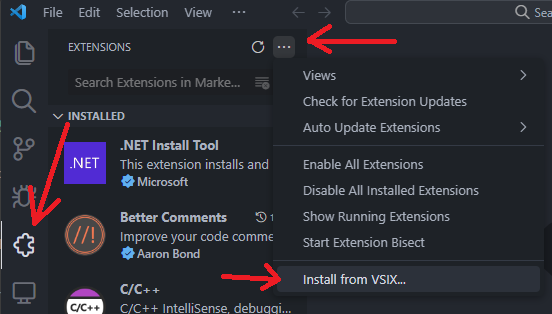 File Edit Selection View ...
Sea
EXTENSIONS
Search Extensions in Marke...
INSTALLED
.NET
.NET Install Tool
This extension installs and
Microsoft
//!
Better Comments
Improve your code comme
Aaron Bond
C/C++
C/C++
C/C++ IntelliSense, debuggi...
Views
Check for Extension Updates
Auto Update Extensions
Enable All Extensions
Disable All Installed Extensions
Show Running Extensions
Start Extension Bisect
Install from VSIX...